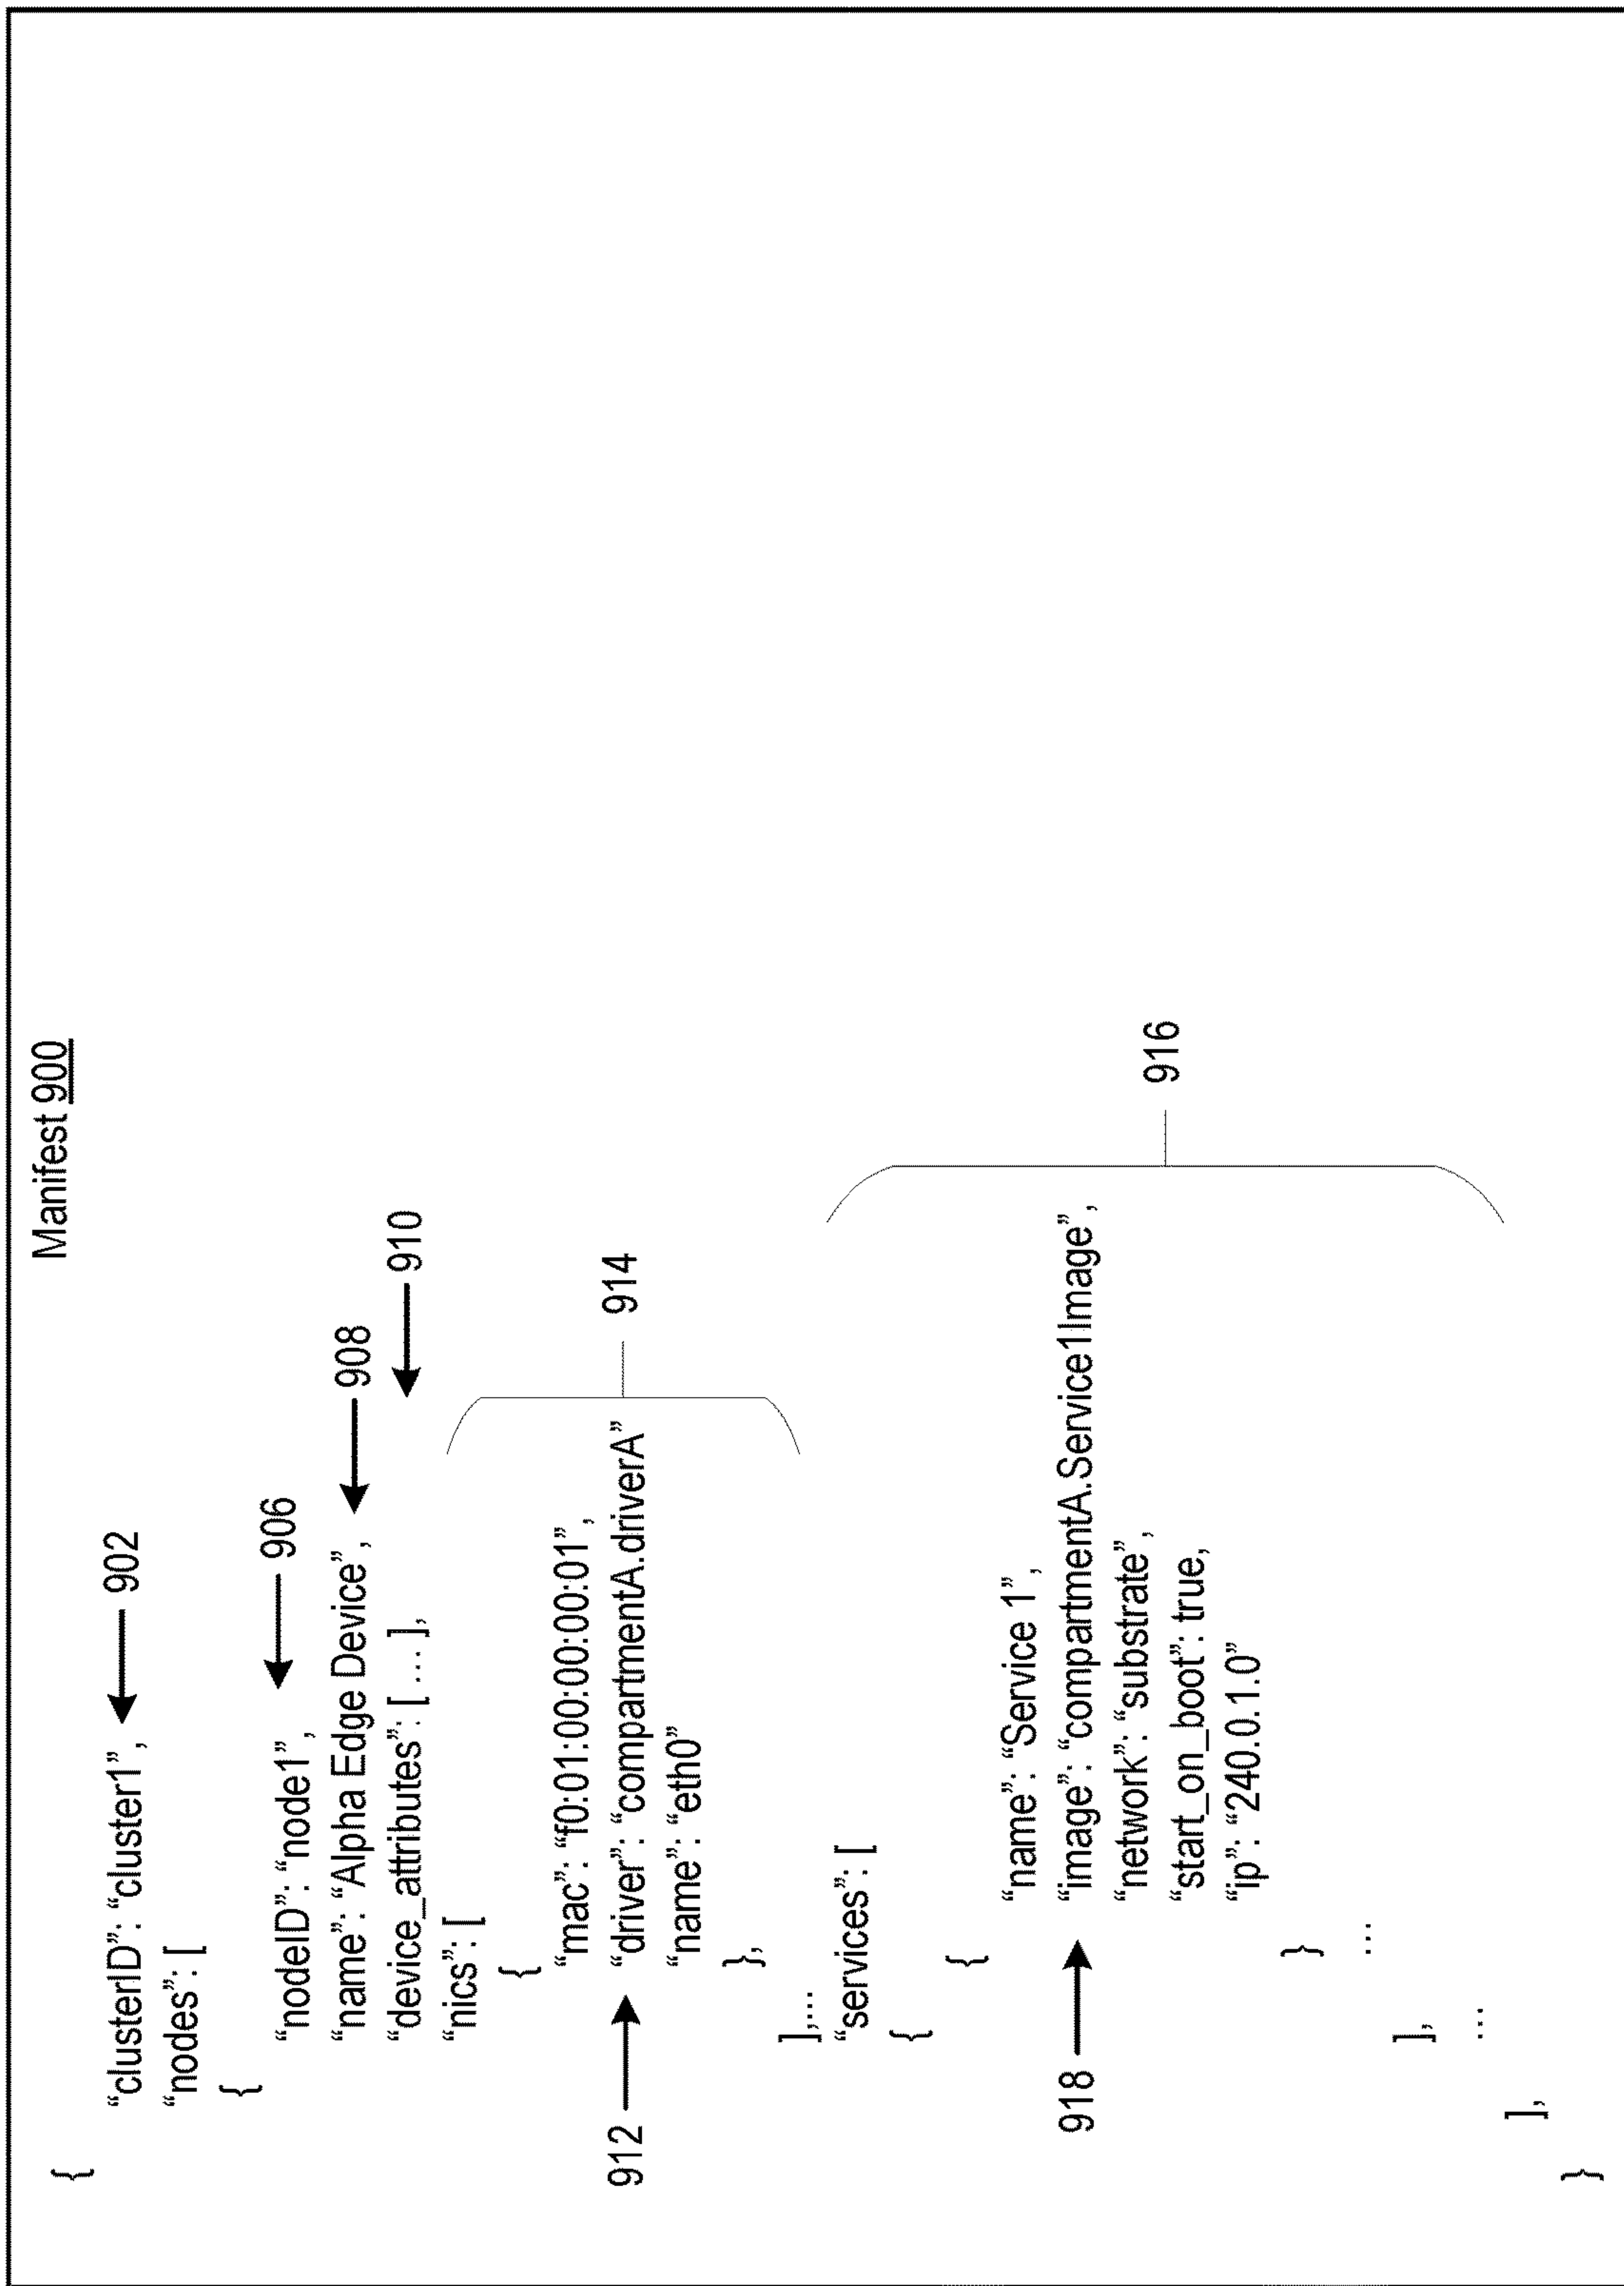 Manifest 900
{
“clusterID”: “cluster1”, 902
“nodes”: [
{
“nodeID”: “node1”, 906
“name”: “Alpha Edge Device”, 908
“device_attributes”: [ … ], 910
“nics”: [
{
“mac”: “f0:01:00:00:00:01”,
912 “driver”: “compartmentA.driverA” 914
“name”: “eth0”
},
],…
“services”: [
{
{
“name”: “Service 1”,
918 “image”: “compartmentA.Service1Image”,
“network”: “substrate”, 916
“start_on_boot”: true,
“ip”: “240.0.1.0”
}
…
],
…
],
}